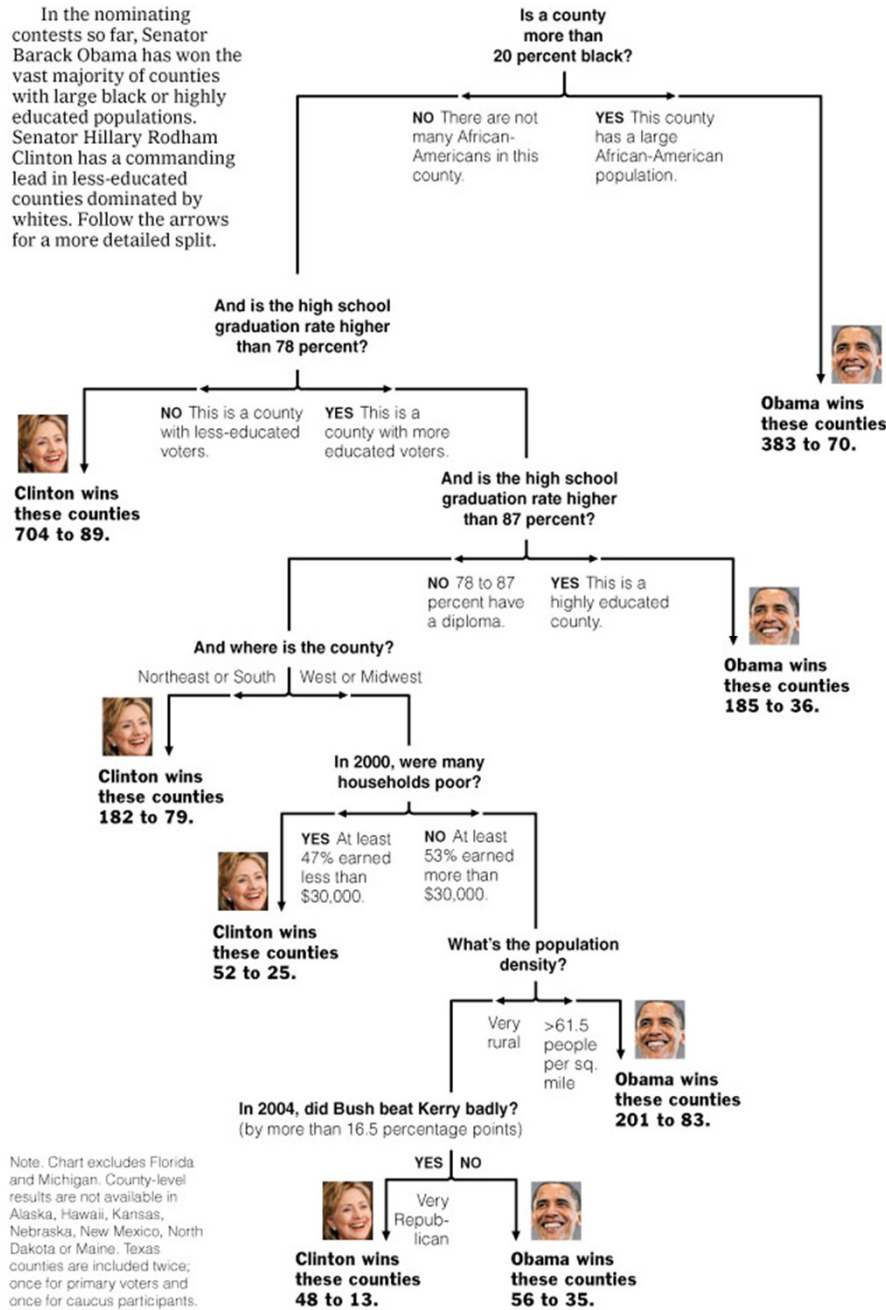 In the nominating
contests so far, Senator
Barack Obama has won the
vast majority of counties
with large black or highly
educated populations.
Senator Hillary Rodham
Clinton has a commanding
lead in less-educated
counties dominated by
whites. Follow the arrows
for a more detailed split.
Is a county
more than
20 percent black?
NO There are not
many African-
Americans in this
county.
YES This county
has a large
African-American
population.
Obama wins
these counties
383 to 70.
And is the high school
graduation rate higher
than 78 percent?
NO This is a county
with less-educated
voters.
YES This is a
county with more
educated voters.
Clinton wins
these counties
704 to 89.
And is the high school
graduation rate higher
than 87 percent?
NO 78 to 87
percent have
a diploma.
YES This is a
highly educated
county.
Obama wins
these counties
185 to 36.
And where is the county?
Northeast or South
West or Midwest
Clinton wins
these counties
182 to 79.
In 2000, were many
households poor?
YES At least
47% earned
less than
$30,000.
NO At least
53% earned
more than
$30,000.
Clinton wins
these counties
52 to 25.
What's the population
density?
Very
rural
>61.5
people
per sq.
mile
Obama wins
these counties
201 to 83.
In 2004, did Bush beat Kerry badly?
(by more than 16.5 percentage points)
YES
NO
Very
Repub-
lican
Clinton wins
these counties
48 to 13.
Obama wins
these counties
56 to 35.
Note. Chart excludes Florida
and Michigan. County-level
results are not available in
Alaska, Hawaii, Kansas,
Nebraska, New Mexico, North
Dakota or Maine. Texas
counties are included twice;
once for primary voters and
once for caucus participants.